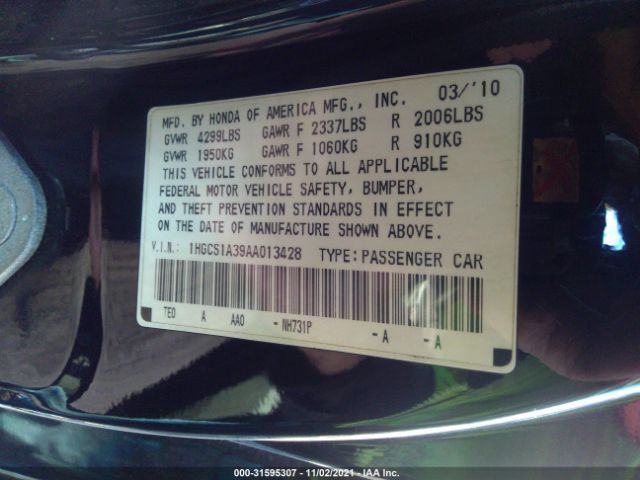 MFD. BY HONDA OF AMERICA MFG., INC. 03/'10
GVWR 4299LBS GAWR F 2337LBS R 2006LBS
GVWR 1950KG GAWR F 1060KG R 910KG
THIS VEHICLE CONFORMS TO ALL APPLICABLE
FEDERAL MOTOR VEHICLE SAFETY, BUMPER,
AND THEFT PREVENTION STANDARDS IN EFFECT
ON THE DATE OF MANUFACTURE SHOWN ABOVE.
V.I.N.: 1HGCS1A39AA013428 TYPE: PASSENGER CAR
TE0 A AA0 - NH731P - A - A
000-31595307 - 11/02/2021 - IAA Inc.